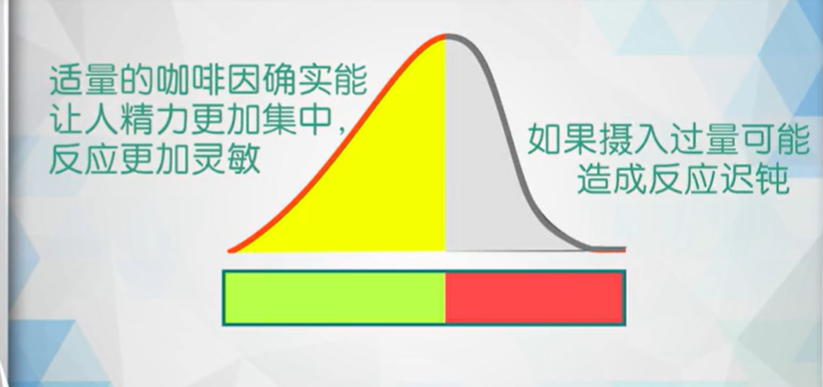 适量的咖啡因确实能
让人精力更加集中，
反应更加灵敏
如果摄入过量可能
造成反应迟钝